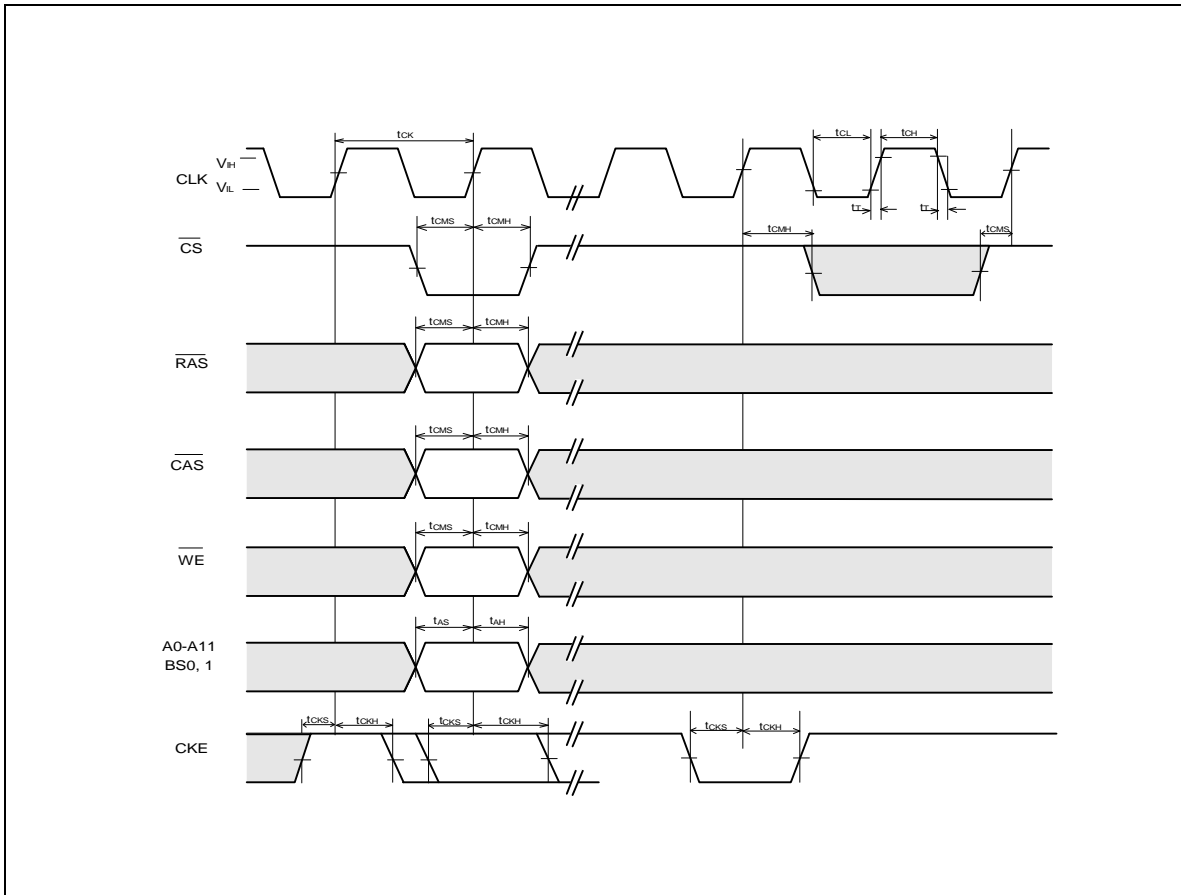 tCK
tCL
tCH
VIH
CLK
VIL
tT
tT
tCMS
tCMH
tCMH
tCMS
CS
tCMS
tCMH
RAS
tCMS
tCMH
CAS
tCMS
tCMH
WE
tAS
tAH
A0-A11
BS0, 1
tCKS
tCKH
tCKS
tCKH
tCKS
tCKH
CKE